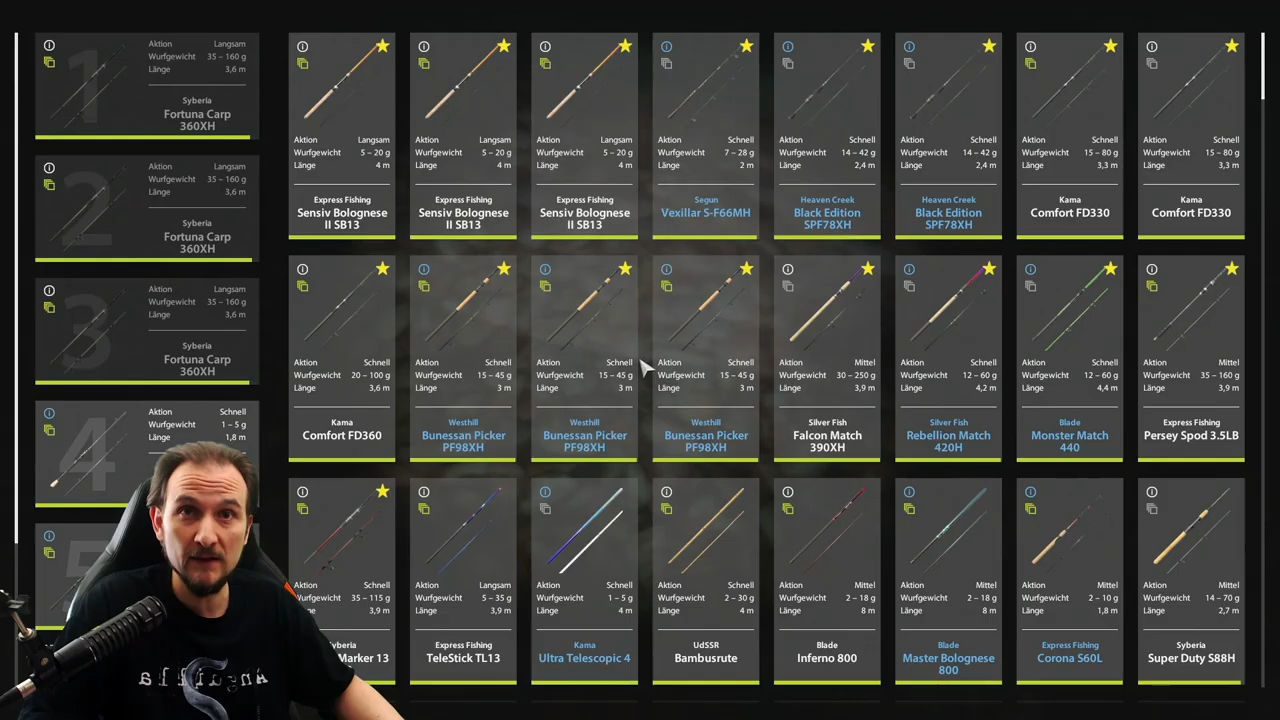 1
Aktion Langsam
Wurfgewicht 35 – 160 g
Länge 3,6 m
Syberia
Fortuna Carp
360XH
2
Aktion Langsam
Wurfgewicht 35 – 160 g
Länge 3,6 m
Syberia
Fortuna Carp
360XH
3
Aktion Langsam
Wurfgewicht 35 – 160 g
Länge 3,6 m
Syberia
Fortuna Carp
360XH
4
Aktion Schnell
Wurfgewicht 1 – 5 g
Länge 1,8 m
5
Aktion Langsam
Wurfgewicht 5 – 20 g
Länge 4 m
Express Fishing
Sensiv Bolognese
II SB13
Aktion Langsam
Wurfgewicht 5 – 20 g
Länge 4 m
Express Fishing
Sensiv Bolognese
II SB13
Aktion Langsam
Wurfgewicht 5 – 20 g
Länge 4 m
Express Fishing
Sensiv Bolognese
II SB13
Aktion Schnell
Wurfgewicht 7 – 28 g
Länge 2 m
Segun
Vexillar S-F66MH
Aktion Schnell
Wurfgewicht 14 – 42 g
Länge 2,4 m
Heaven Creek
Black Edition
SPF78XH
Aktion Schnell
Wurfgewicht 14 – 42 g
Länge 2,4 m
Heaven Creek
Black Edition
SPF78XH
Aktion Schnell
Wurfgewicht 15 – 80 g
Länge 3,3 m
Kama
Comfort FD330
Aktion Schnell
Wurfgewicht 15 – 80 g
Länge 3,3 m
Kama
Comfort FD330
Aktion Schnell
Wurfgewicht 20 – 100 g
Länge 3,6 m
Kama
Comfort FD360
Aktion Schnell
Wurfgewicht 15 – 45 g
Länge 3 m
Westhill
Bunessan Picker
PF98XH
Aktion Schnell
Wurfgewicht 15 – 45 g
Länge 3 m
Westhill
Bunessan Picker
PF98XH
Aktion Schnell
Wurfgewicht 15 – 45 g
Länge 3 m
Westhill
Bunessan Picker
PF98XH
Aktion Mittel
Wurfgewicht 30 – 250 g
Länge 3,9 m
Silver Fish
Falcon Match
390XH
Aktion Schnell
Wurfgewicht 12 – 60 g
Länge 4,2 m
Silver Fish
Rebellion Match
420H
Aktion Schnell
Wurfgewicht 12 – 60 g
Länge 4,4 m
Blade
Monster Match
440
Aktion Mittel
Wurfgewicht 35 – 160 g
Länge 3,9 m
Express Fishing
Persey Spod 3.5LB
Aktion Schnell
Wurfgewicht 35 – 115 g
Länge 3,9 m
yberia
Marker 13
Aktion Langsam
Wurfgewicht 5 – 35 g
Länge 3,9 m
Express Fishing
TeleStick TL13
Aktion Schnell
Wurfgewicht 1 – 5 g
Länge 4 m
Kama
Ultra Telescopic 4
Aktion Schnell
Wurfgewicht 2 – 30 g
Länge 4 m
UdSSR
Bambusrute
Aktion Mittel
Wurfgewicht 2 – 18 g
Länge 8 m
Blade
Inferno 800
Aktion Mittel
Wurfgewicht 2 – 18 g
Länge 8 m
Blade
Master Bolognese
800
Aktion Mittel
Wurfgewicht 2 – 10 g
Länge 1,8 m
Express Fishing
Corona S60L
Aktion Mittel
Wurfgewicht 14 – 70 g
Länge 2,7 m
Syberia
Super Duty S88H